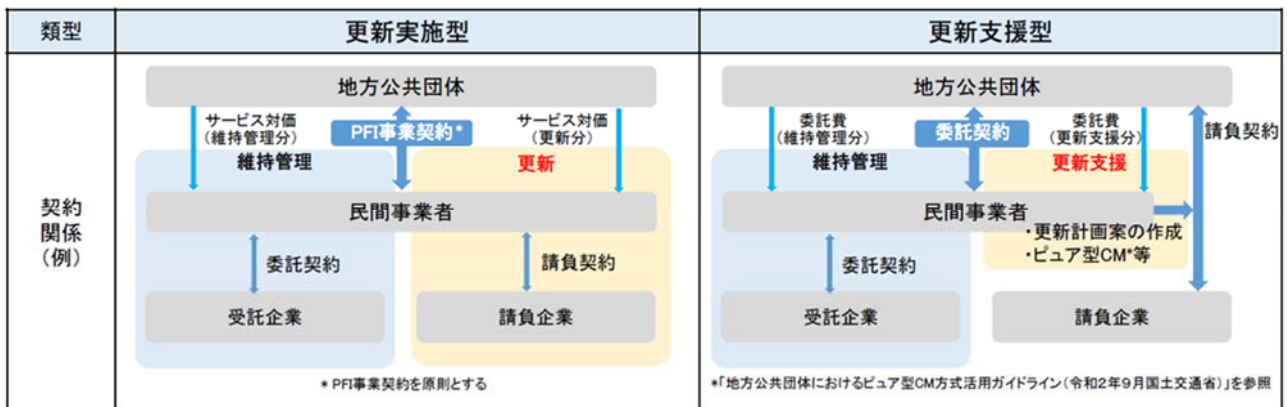 類型
更新実施型
更新支援型
契約
関係
(例)
地方公共団体
サービス対価
(維持管理分)
PFI事業契約*
サービス対価
(更新分)
維持管理
更新
民間事業者
委託契約
請負契約
受託企業
請負企業
* PFI事業契約を原則とする
地方公共団体
委託費
(維持管理分)
委託契約
委託費
(更新支援分)
請負契約
維持管理
更新支援
民間事業者
・更新計画案の作成
・ピュア型CM*等
委託契約
受託企業
請負企業
*「地方公共団体におけるピュア型CM方式活用ガイドライン(令和2年9月国土交通省)」を参照